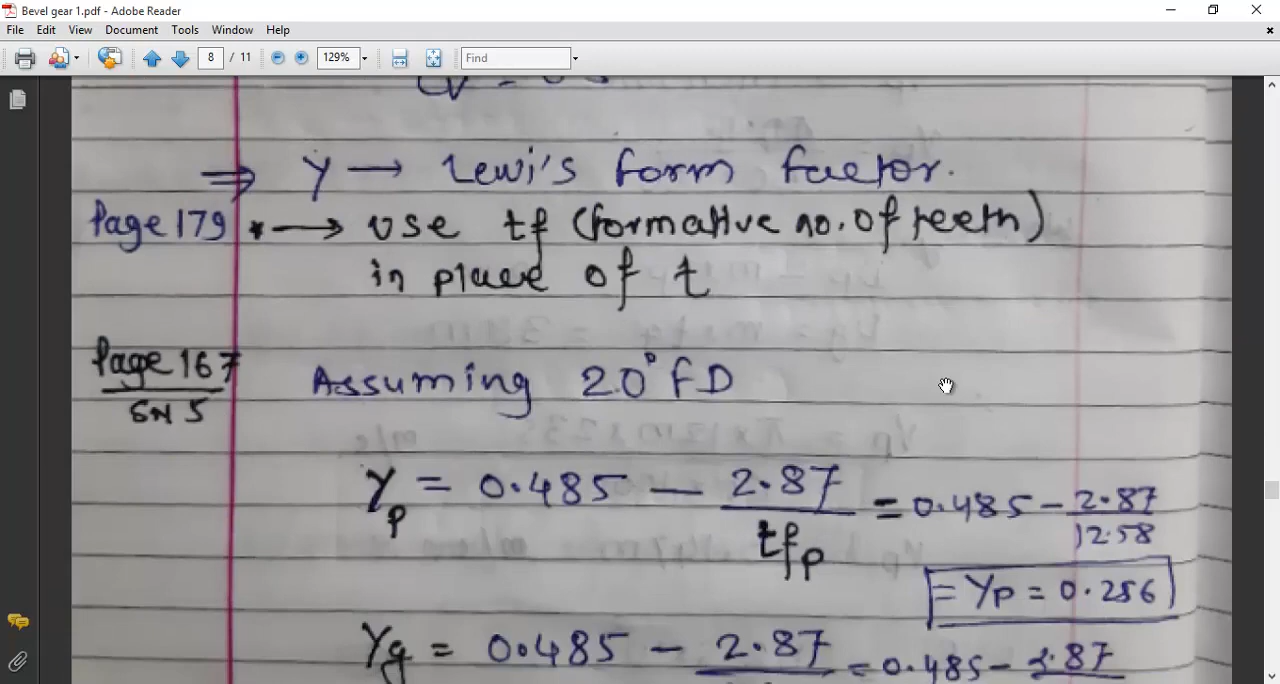 Bevel gear 1.pdf - Adobe Reader
File Edit View Document Tools Window Help
8 / 11 129% Find
⇒ Y → Lewi's form factor.
Page 179 * → use tf (formative no. of teeth)
in place of t
Page 167 / SN 5
Assuming 20° FD
Yp = 0.485 - 2.87 / tfp = 0.485 - 2.87 / 12.58
= Yp = 0.256
Yg = 0.485 - 2.87 = 0.485 - 2.87